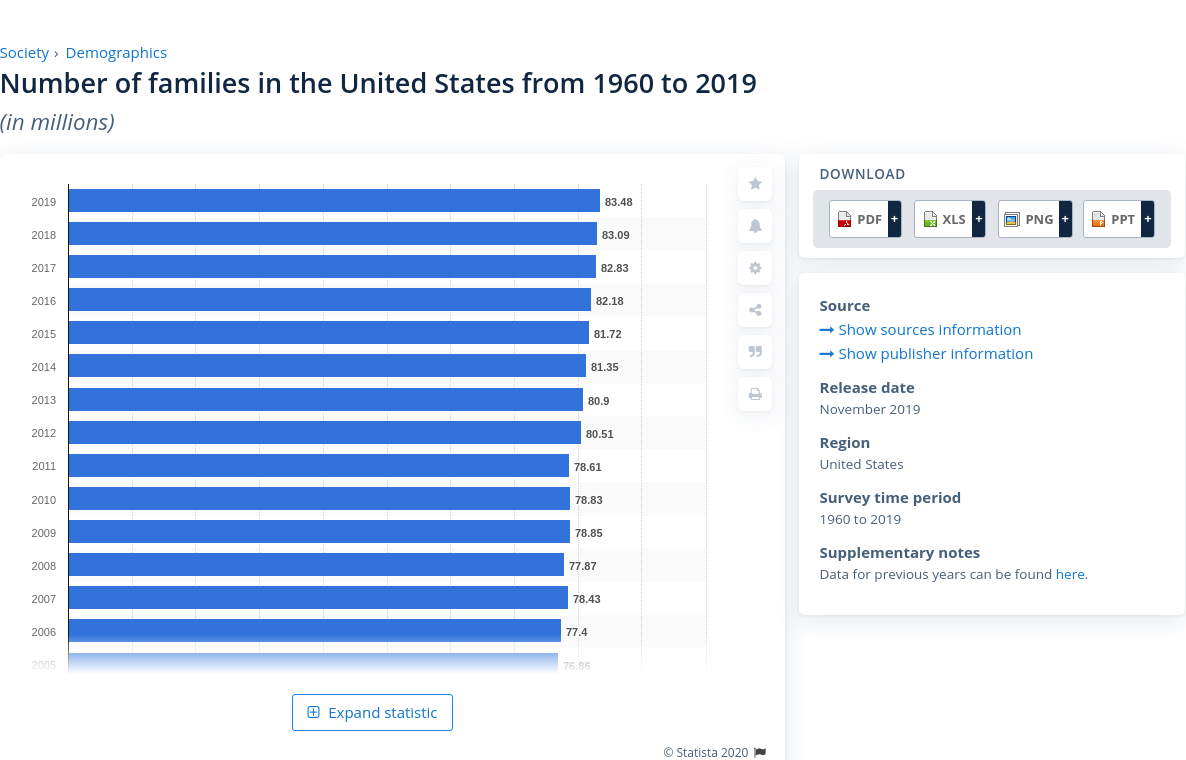 Society › Demographics
Number of families in the United States from 1960 to 2019
(in millions)
2019 83.48
2018 83.09
2017 82.83
2016 82.18
2015 81.72
2014 81.35
2013 80.9
2012 80.51
2011 78.61
2010 78.83
2009 78.85
2008 77.87
2007 78.43
2006 77.4
2005 76.86
Expand statistic
© Statista 2020
DOWNLOAD
PDF + XLS + PNG + PPT +
Source
Show sources information
Show publisher information
Release date
November 2019
Region
United States
Survey time period
1960 to 2019
Supplementary notes
Data for previous years can be found here.